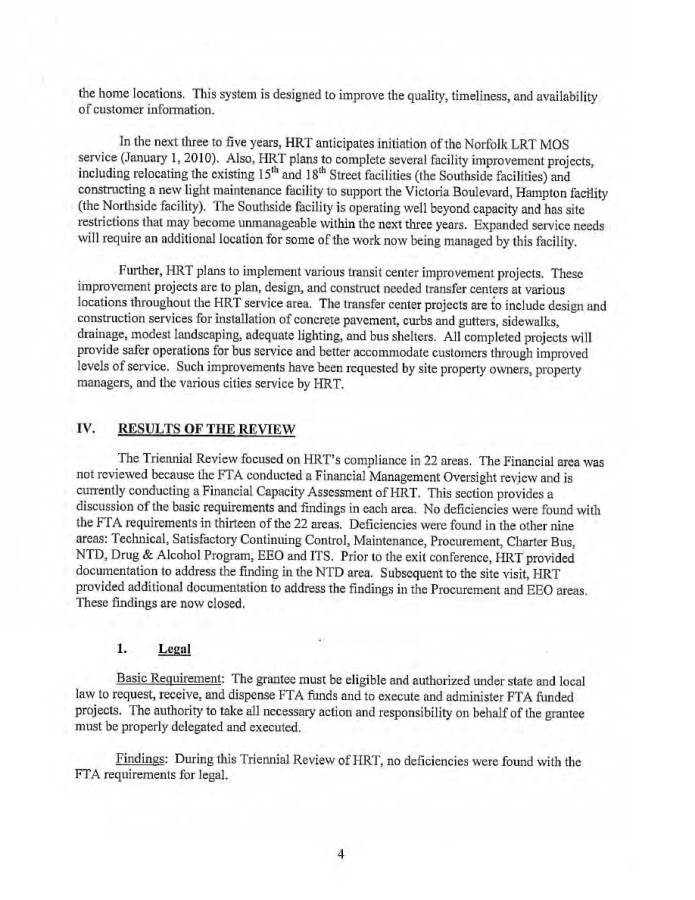 the home locations. This system is designed to improve the quality, timeliness, and availability
of customer information.
In the next three to five years, HRT anticipates initiation of the Norfolk LRT MOS
service (January 1, 2010). Also, HRT plans to complete several facility improvement projects,
including relocating the existing 15th and 18th Street facilities (the Southside facilities) and
constructing a new light maintenance facility to support the Victoria Boulevard, Hampton facility
(the Northside facility). The Southside facility is operating well beyond capacity and has site
restrictions that may become unmanageable within the next three years. Expanded service needs
will require an additional location for some of the work now being managed by this facility.
Further, HRT plans to implement various transit center improvement projects. These
improvement projects are to plan, design, and construct needed transfer centers at various
locations throughout the HRT service area. The transfer center projects are to include design and
construction services for installation of concrete pavement, curbs and gutters, sidewalks,
drainage, modest landscaping, adequate lighting, and bus shelters. All completed projects will
provide safer operations for bus service and better accommodate customers through improved
levels of service. Such improvements have been requested by site property owners, property
managers, and the various cities service by HRT.
IV. RESULTS OF THE REVIEW
The Triennial Review focused on HRT's compliance in 22 areas. The Financial area was
not reviewed because the FTA conducted a Financial Management Oversight review and is
currently conducting a Financial Capacity Assessment of HRT. This section provides a
discussion of the basic requirements and findings in each area. No deficiencies were found with
the FTA requirements in thirteen of the 22 areas. Deficiencies were found in the other nine
areas: Technical, Satisfactory Continuing Control, Maintenance, Procurement, Charter Bus,
NTD, Drug & Alcohol Program, EEO and ITS. Prior to the exit conference, HRT provided
documentation to address the finding in the NTD area. Subsequent to the site visit, HRT
provided additional documentation to address the findings in the Procurement and EEO areas.
These findings are now closed.
1. Legal
Basic Requirement: The grantee must be eligible and authorized under state and local
law to request, receive, and dispense FTA funds and to execute and administer FTA funded
projects. The authority to take all necessary action and responsibility on behalf of the grantee
must be properly delegated and executed.
Findings: During this Triennial Review of HRT, no deficiencies were found with the
FTA requirements for legal.
4